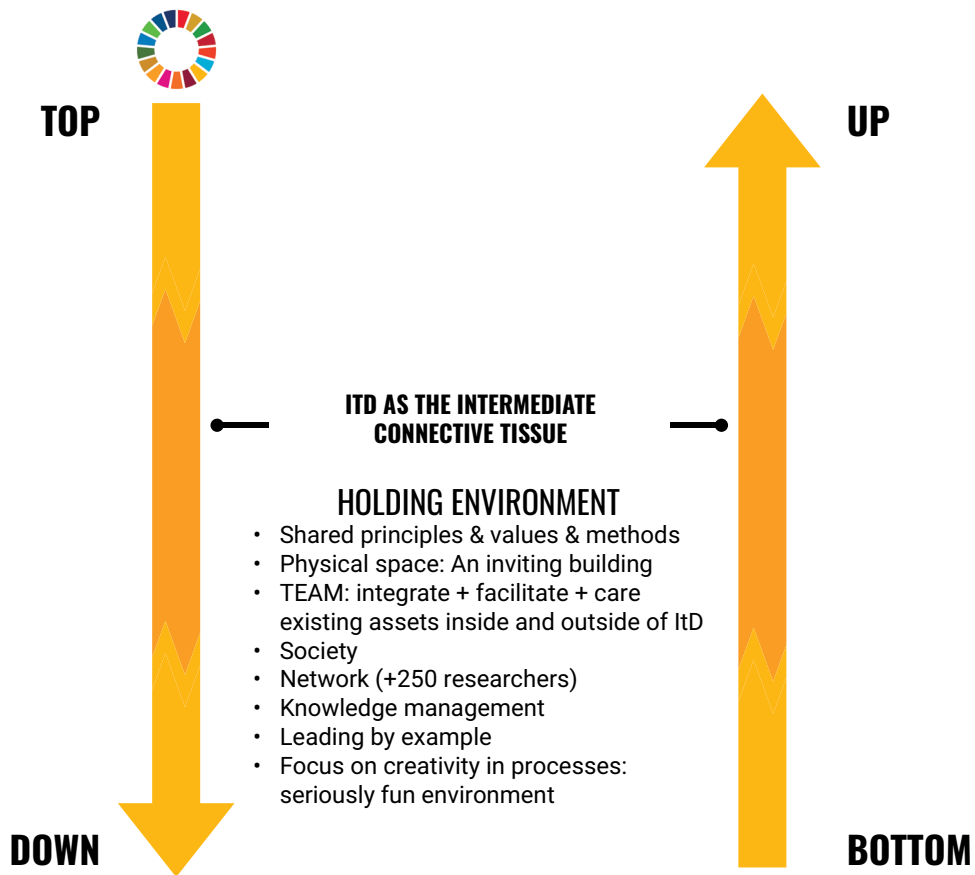 TOP
UP
ITD AS THE INTERMEDIATE
CONNECTIVE TISSUE
HOLDING ENVIRONMENT
• Shared principles & values & methods
• Physical space: An inviting building
• TEAM: integrate + facilitate + care
existing assets inside and outside of ItD
• Society
• Network (+250 researchers)
• Knowledge management
• Leading by example
• Focus on creativity in processes:
seriously fun environment
DOWN
BOTTOM